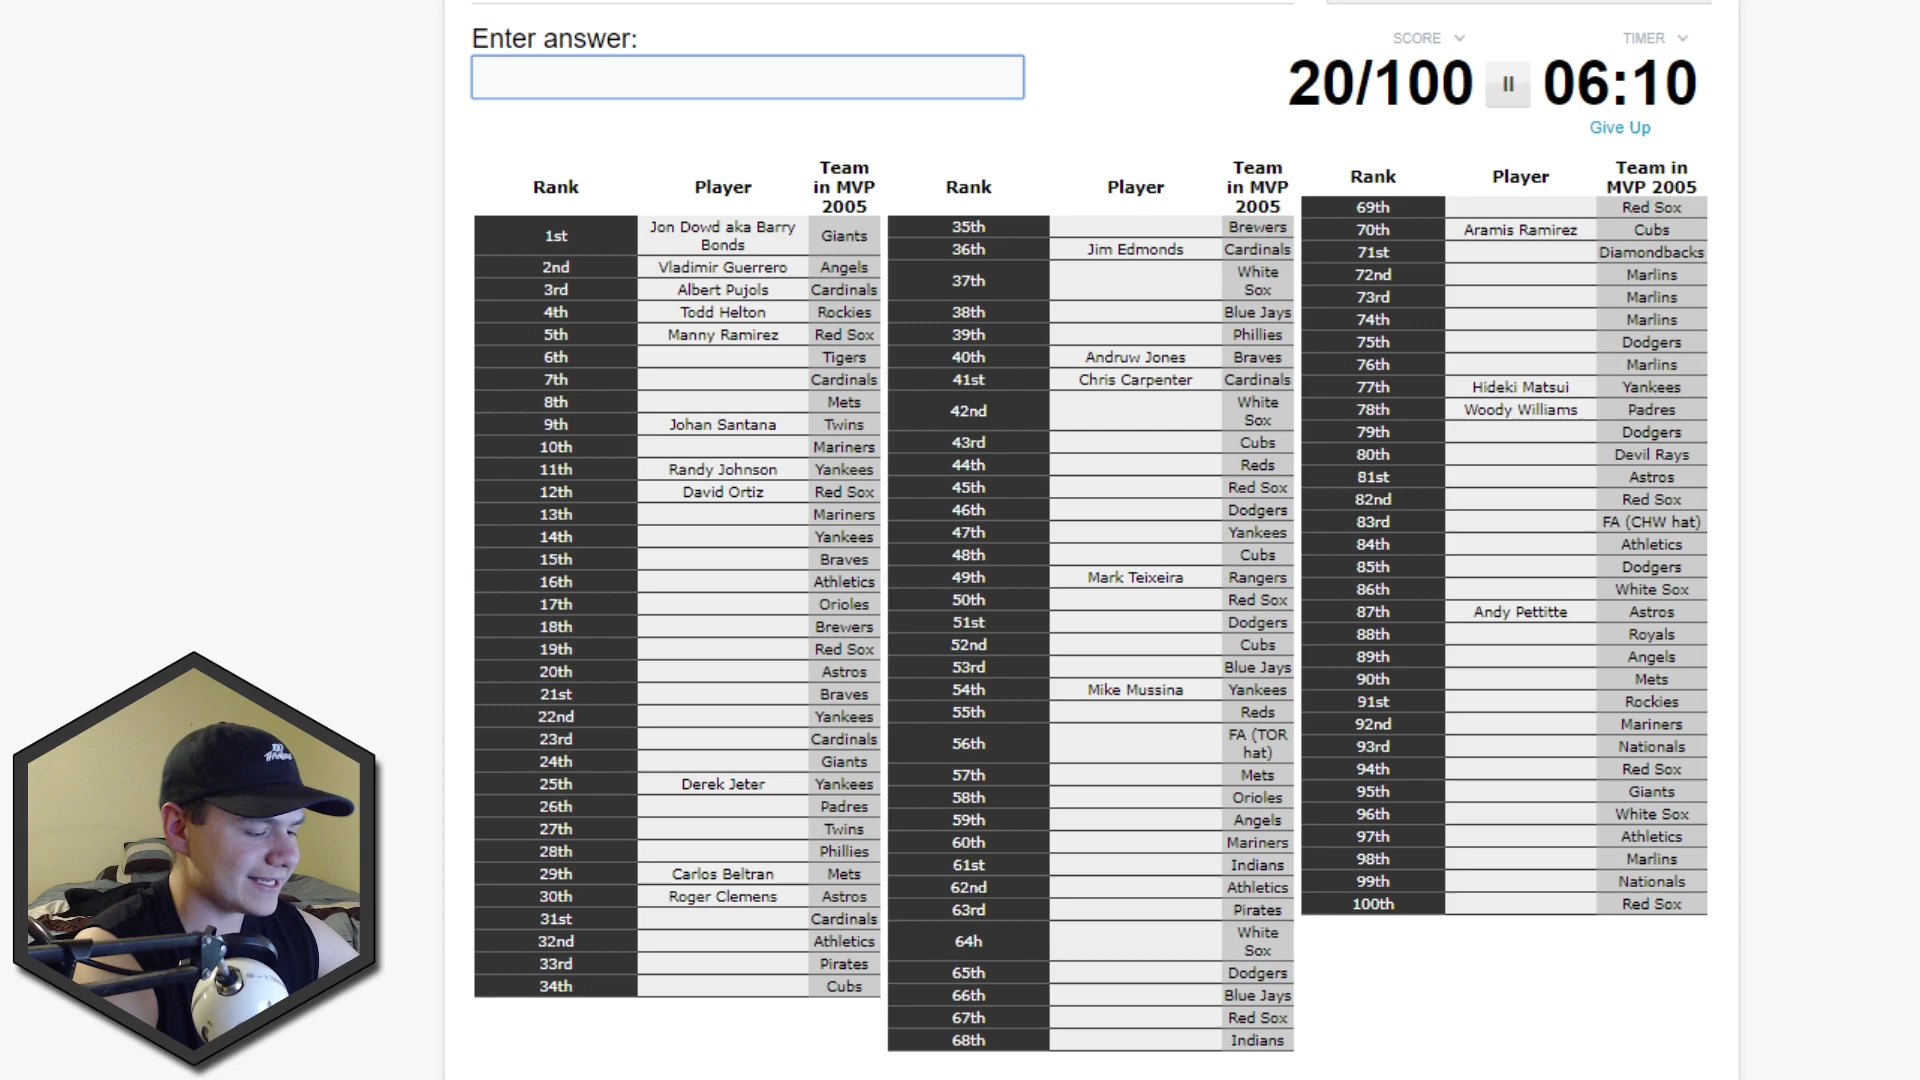 Enter answer:
SCORE
TIMER
20/100
06:10
Give Up
Rank Player Team in MVP 2005
1st Jon Dowd aka Barry Bonds Giants
2nd Vladimir Guerrero Angels
3rd Albert Pujols Cardinals
4th Todd Helton Rockies
5th Manny Ramirez Red Sox
6th Tigers
7th Cardinals
8th Mets
9th Johan Santana Twins
10th Mariners
11th Randy Johnson Yankees
12th David Ortiz Red Sox
13th Mariners
14th Yankees
15th Braves
16th Athletics
17th Orioles
18th Brewers
19th Red Sox
20th Astros
21st Braves
22nd Yankees
23rd Cardinals
24th Giants
25th Derek Jeter Yankees
26th Padres
27th Twins
28th Phillies
29th Carlos Beltran Mets
30th Roger Clemens Astros
31st Cardinals
32nd Athletics
33rd Pirates
34th Cubs
Rank Player Team in MVP 2005
35th Brewers
36th Jim Edmonds Cardinals
37th White Sox
38th Blue Jays
39th Phillies
40th Andruw Jones Braves
41st Chris Carpenter Cardinals
42nd White Sox
43rd Cubs
44th Reds
45th Red Sox
46th Dodgers
47th Yankees
48th Cubs
49th Mark Teixeira Rangers
50th Red Sox
51st Dodgers
52nd Cubs
53rd Blue Jays
54th Mike Mussina Yankees
55th Reds
56th FA (TOR hat)
57th Mets
58th Orioles
59th Angels
60th Mariners
61st Indians
62nd Athletics
63rd Pirates
64h White Sox
65th Dodgers
66th Blue Jays
67th Red Sox
68th Indians
Rank Player Team in MVP 2005
69th Red Sox
70th Aramis Ramirez Cubs
71st Diamondbacks
72nd Marlins
73rd Marlins
74th Marlins
75th Dodgers
76th Marlins
77th Hideki Matsui Yankees
78th Woody Williams Padres
79th Dodgers
80th Devil Rays
81st Astros
82nd Red Sox
83rd FA (CHW hat)
84th Athletics
85th Dodgers
86th White Sox
87th Andy Pettitte Astros
88th Royals
89th Angels
90th Mets
91st Rockies
92nd Mariners
93rd Nationals
94th Red Sox
95th Giants
96th White Sox
97th Athletics
98th Marlins
99th Nationals
100th Red Sox